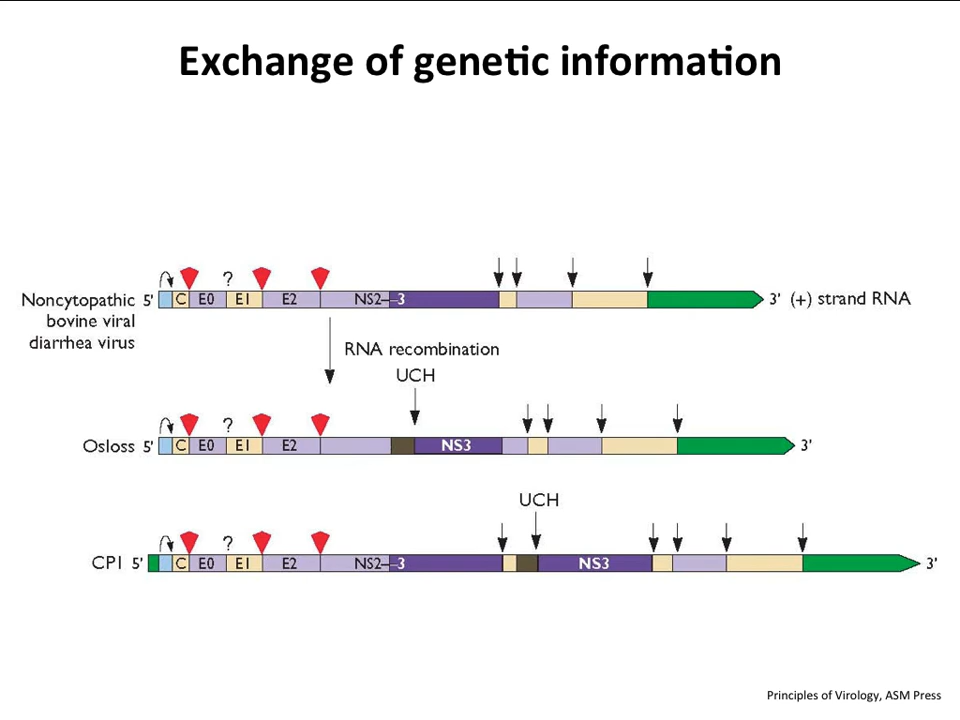 Exchange of genetic information
? 
Noncytopathic 5' C E0 E1 E2 NS2–3 3' (+) strand RNA
bovine viral
diarrhea virus
RNA recombination
UCH
?
Osloss 5' C E0 E1 E2 NS3 3'
UCH
?
CP1 5' C E0 E1 E2 NS2–3 NS3 3'
Principles of Virology, ASM Press